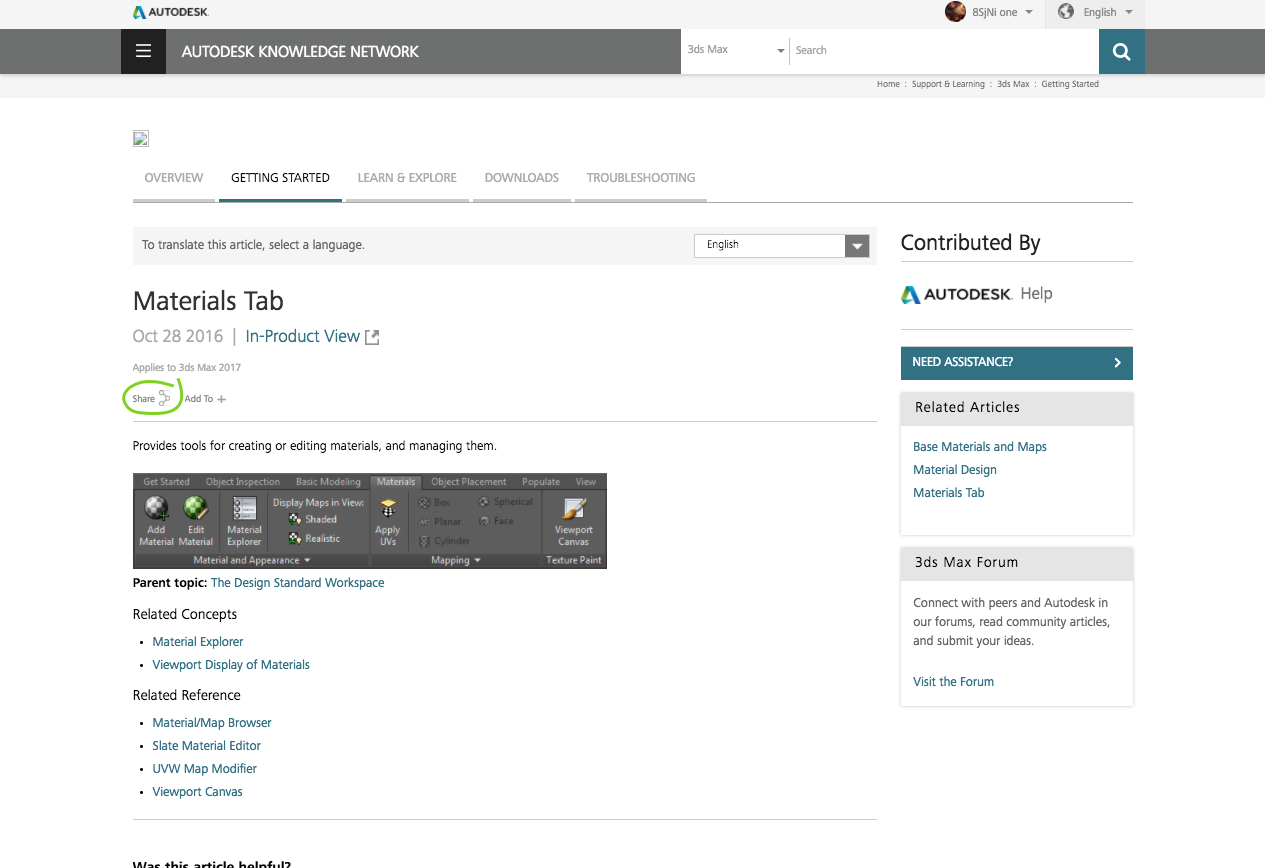 AUTODESK.
8SjNi one
English
AUTODESK KNOWLEDGE NETWORK
3ds Max
Search
Home : Support & Learning : 3ds Max : Getting Started
OVERVIEW GETTING STARTED LEARN & EXPLORE DOWNLOADS TROUBLESHOOTING
To translate this article, select a language.
English
Materials Tab
Oct 28 2016 | In-Product View
Applies to 3ds Max 2017
Share Add To +
Provides tools for creating or editing materials, and managing them.
Get Started Object Inspection Basic Modeling Materials Object Placement Populate View
Add Material
Edit Material
Material Explorer
Display Maps in View:
Shaded
Realistic
Apply UVs
Box
Planar
Cylinder
Spherical
Face
Viewport Canvas
Material and Appearance
Mapping
Texture Paint
Parent topic: The Design Standard Workspace
Related Concepts
• Material Explorer
• Viewport Display of Materials
Related Reference
• Material/Map Browser
• Slate Material Editor
• UVW Map Modifier
• Viewport Canvas
Was this article helpful?
Contributed By
AUTODESK. Help
NEED ASSISTANCE?
Related Articles
Base Materials and Maps
Material Design
Materials Tab
3ds Max Forum
Connect with peers and Autodesk in
our forums, read community articles,
and submit your ideas.
Visit the Forum